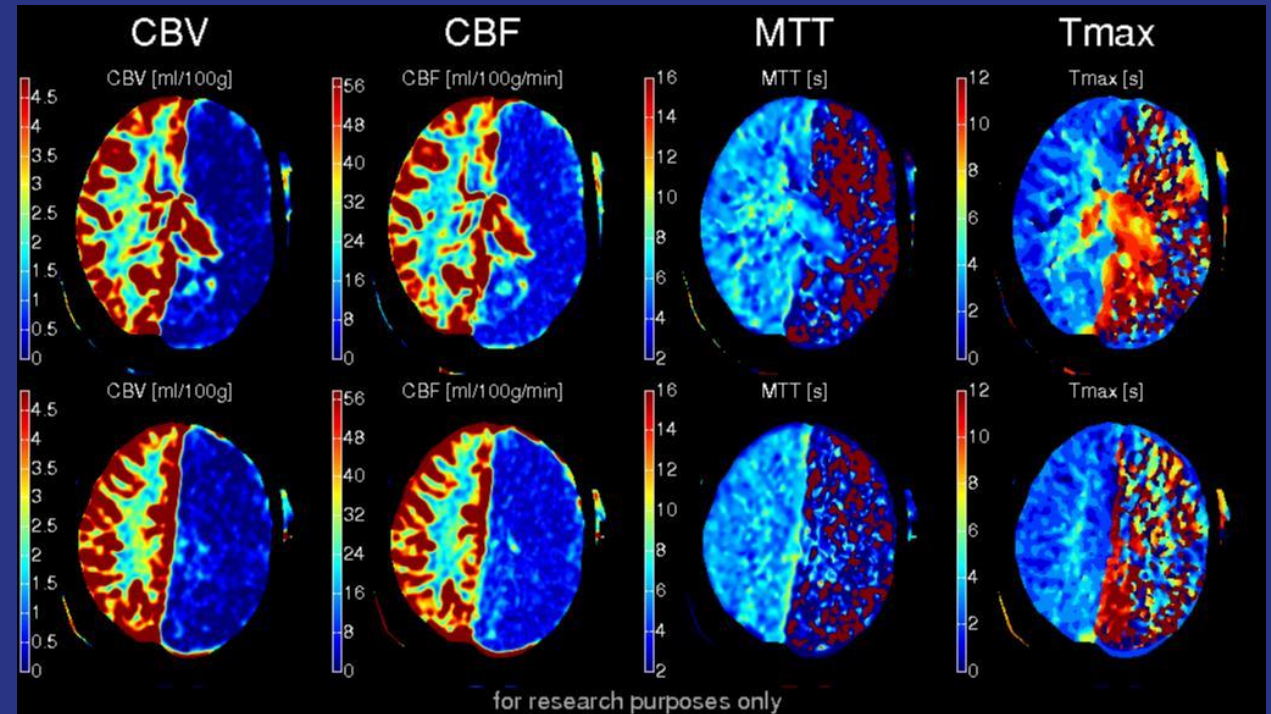 CBV CBF MTT Tmax
CBV [ml/100g] CBF [ml/100g/min] MTT [s] Tmax [s]
4.5 56 16 12
4 48 14 10
3.5 40 12 8
3 32 10 6
2.5 24 8 4
2 16 6 2
1.5 8 4 0
1 0 2
0.5
0
CBV [ml/100g] CBF [ml/100g/min] MTT [s] Tmax [s]
4.5 56 16 12
4 48 14 10
3.5 40 12 8
3 32 10 6
2.5 24 8 4
2 16 6 2
1.5 8 4 0
1 0 2
0.5
0
for research purposes only